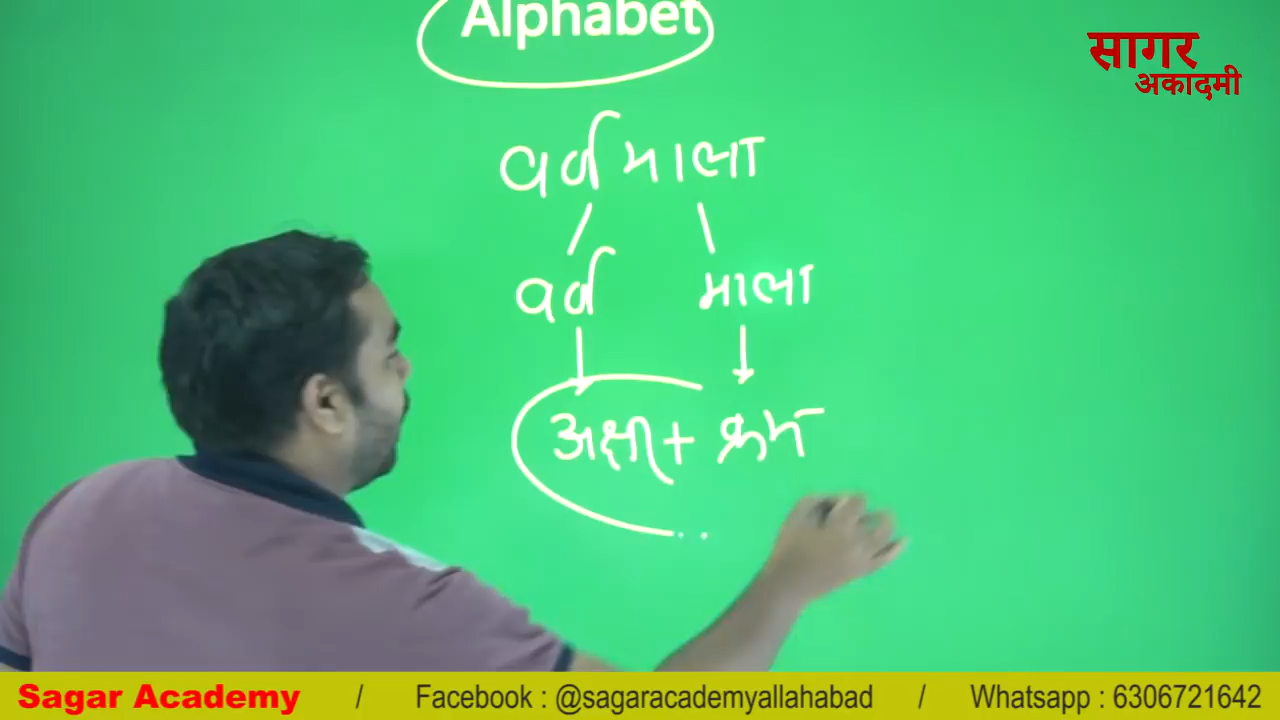 Alphabet
सागर
अकादमी
वर्णमाला
वर्ण माला
अक्षर + क्रम
Sagar Academy / Facebook : @sagaracademyallahabad / Whatsapp : 6306721642